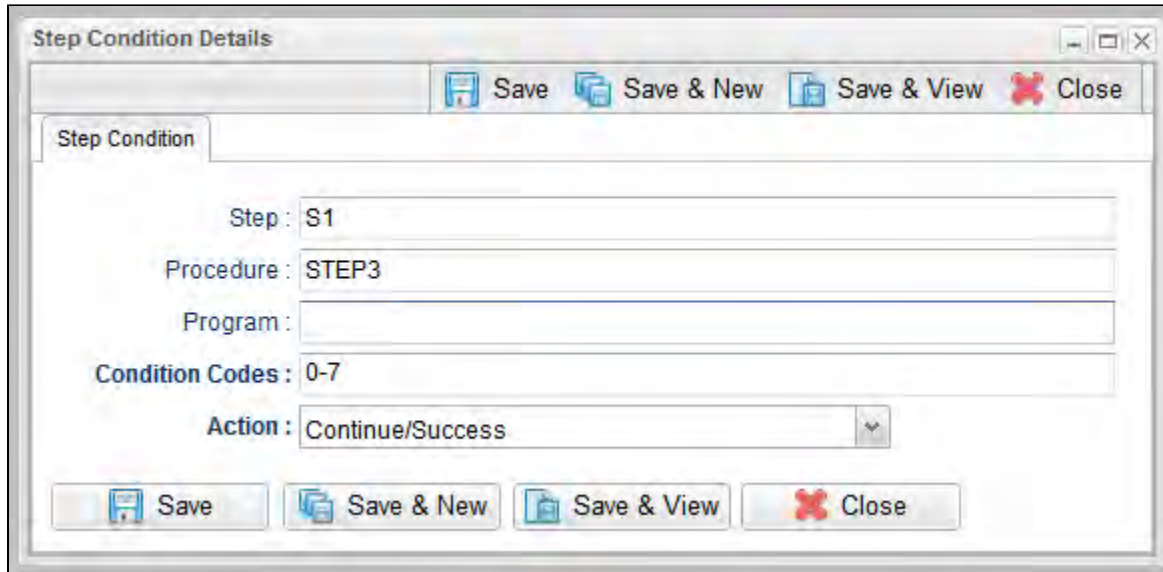 Step Condition Details
Save Save & New Save & View Close
Step Condition
Step : S1
Procedure : STEP3
Program :
Condition Codes : 0-7
Action : Continue/Success
Save Save & New Save & View Close